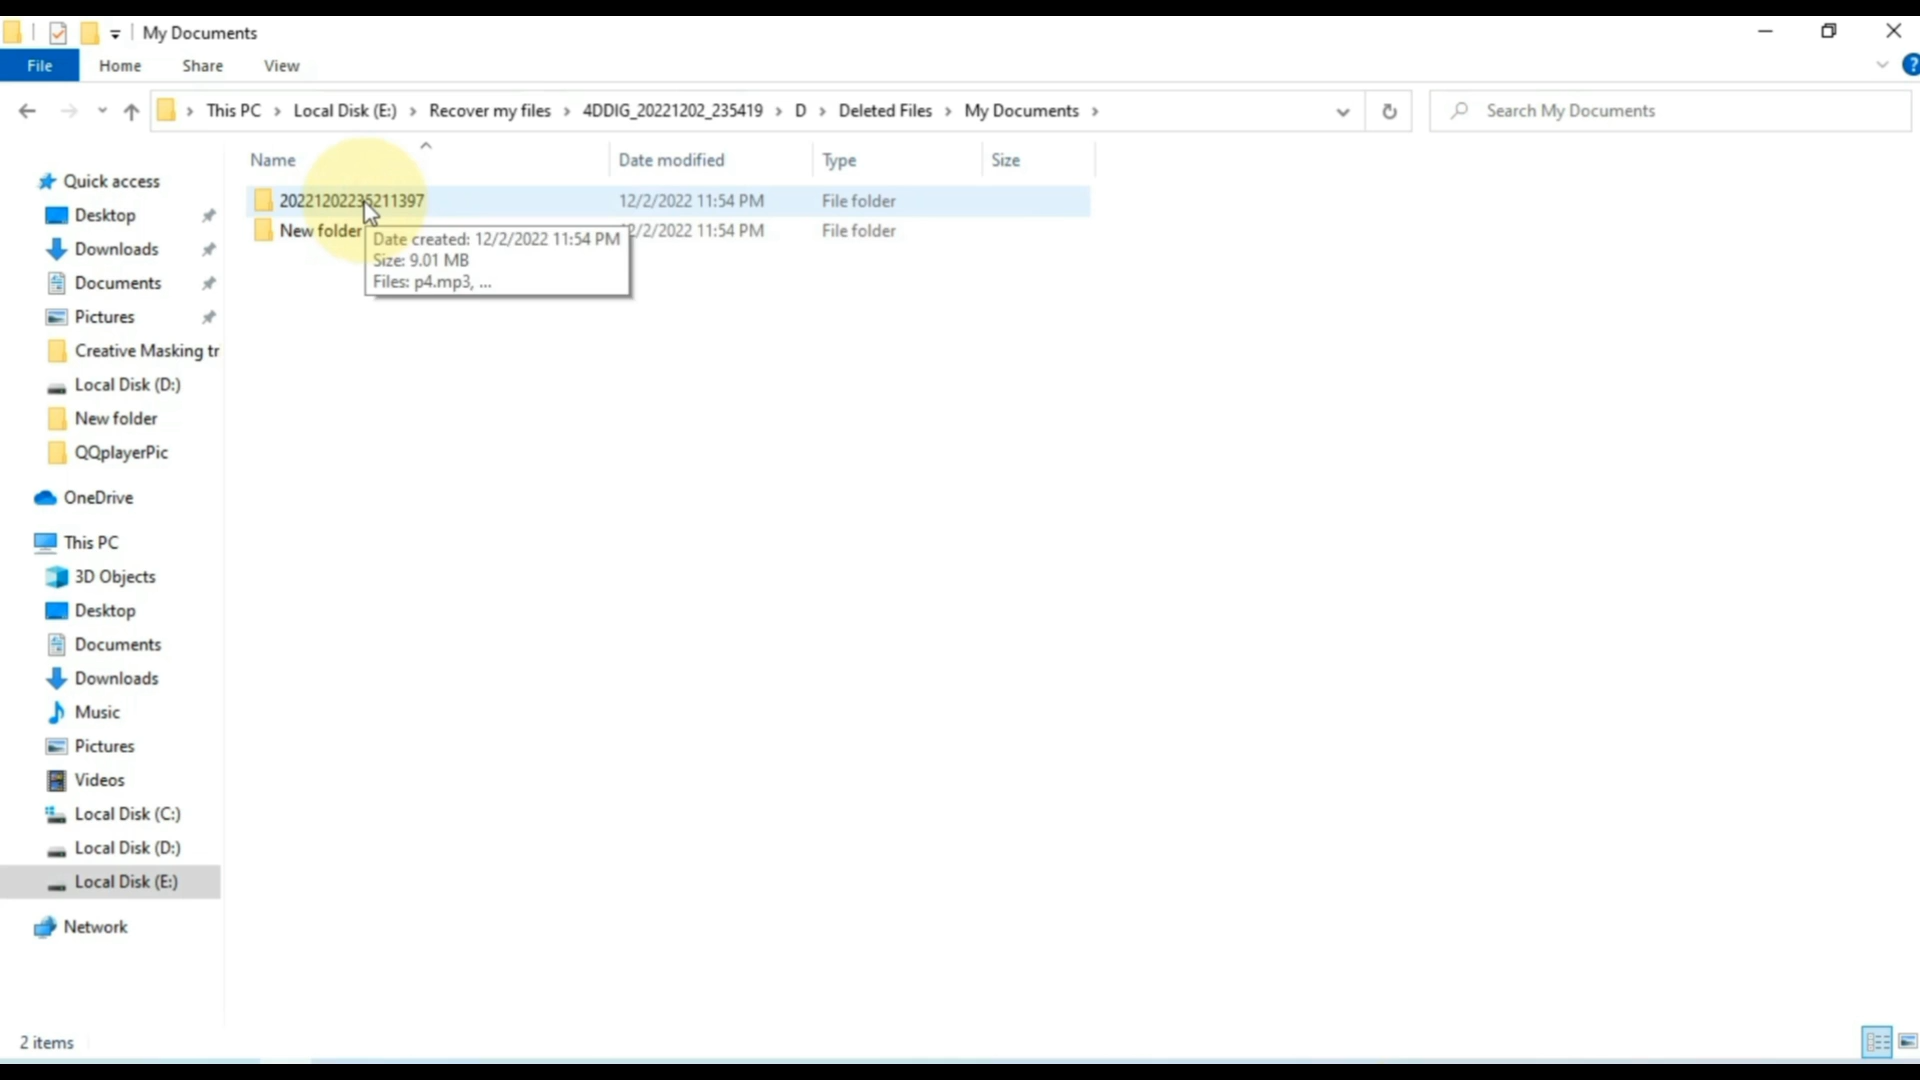 My Documents
File Home Share View
This PC > Local Disk (E:) > Recover my files > 4DDIG_20221202_235419 > D > Deleted Files > My Documents >
Search My Documents
Name Date modified Type Size
Quick access
Desktop
Downloads
Documents
Pictures
Creative Masking tr
Local Disk (D:)
New folder
QQplayerPic
OneDrive
This PC
3D Objects
Desktop
Documents
Downloads
Music
Pictures
Videos
Local Disk (C:)
Local Disk (D:)
Local Disk (E:)
Network
20221202235211397 12/2/2022 11:54 PM File folder
New folder 2/2/2022 11:54 PM File folder
Date created: 12/2/2022 11:54 PM
Size: 9.01 MB
Files: p4.mp3, ...
2 items